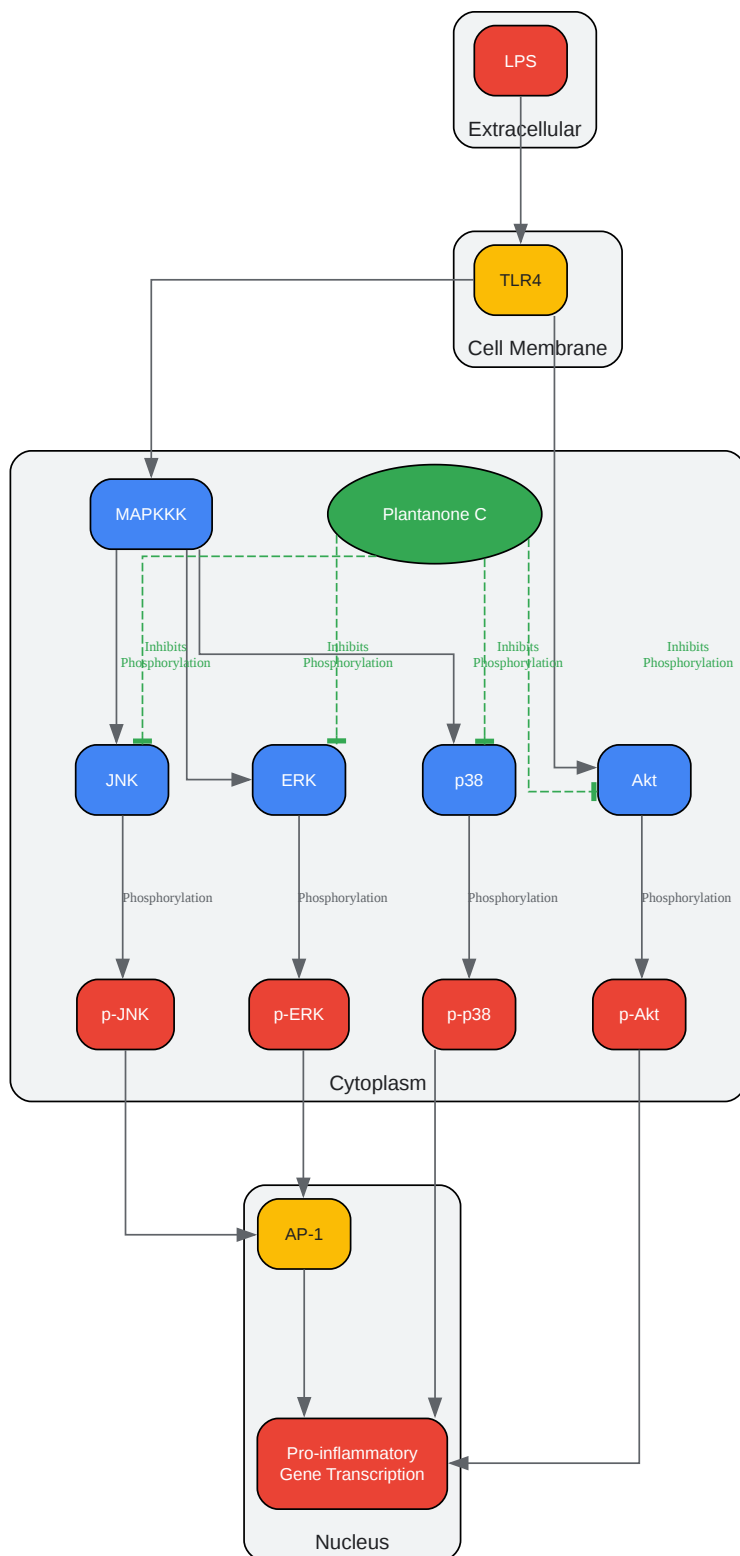 LPS
Extracellular
TLR4
Cell Membrane
MAPKKK
Plantanone C
Inhibits
Phosphorylation
Inhibits
Phosphorylation
Inhibits
Phosphorylation
Inhibits
Phosphorylation
JNK
ERK
p38
Akt
Phosphorylation
Phosphorylation
Phosphorylation
Phosphorylation
p-JNK
p-ERK
p-p38
p-Akt
Cytoplasm
AP-1
Pro-inflammatory
Gene Transcription
Nucleus